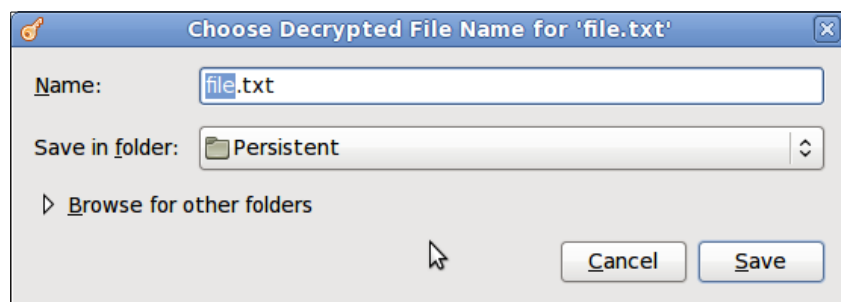 Choose Decrypted File Name for 'file.txt'
Name:
file.txt
Save in folder:
Persistent
Browse for other folders
Cancel
Save